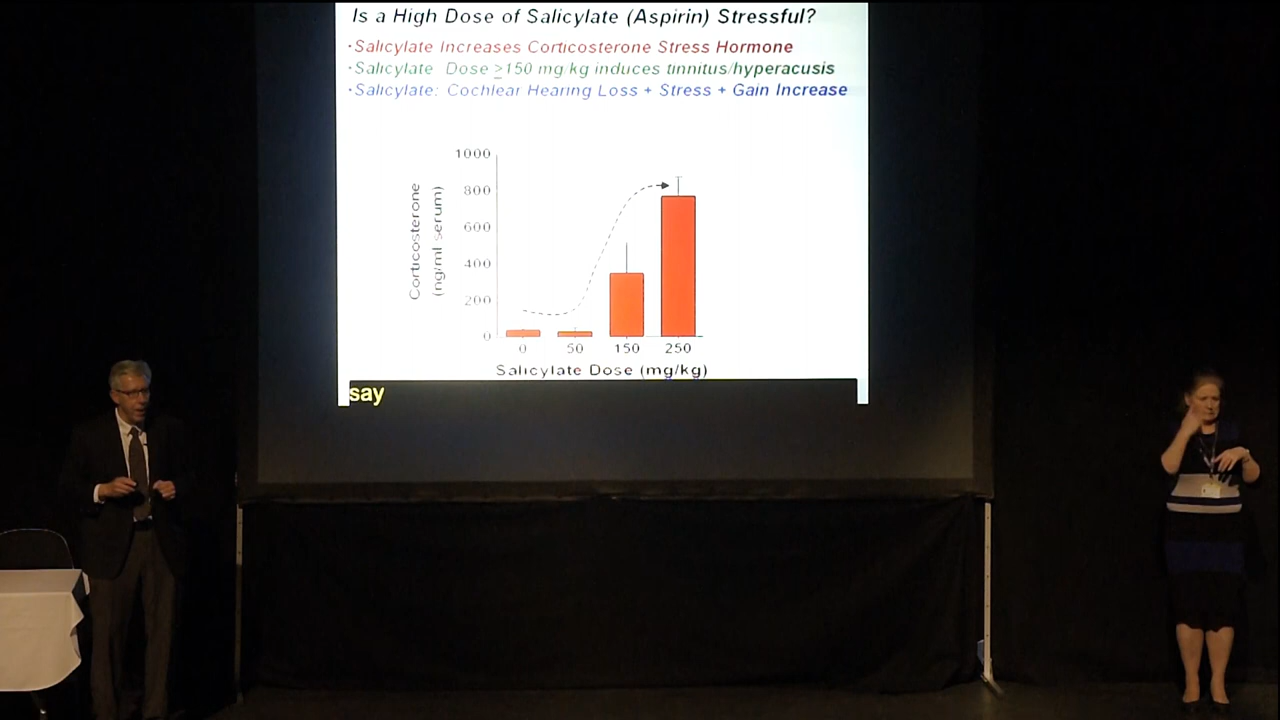 Is a High Dose of Salicylate (Aspirin) Stressful?
·Salicylate Increases Corticosterone Stress Hormone
·Salicylate Dose ≥150 mg/kg induces tinnitus/hyperacusis
·Salicylate: Cochlear Hearing Loss + Stress + Gain Increase
1000
800
600
400
200
0
Corticosterone
(ng/ml serum)
0 50 150 250
Salicylate Dose (mg/kg)
say